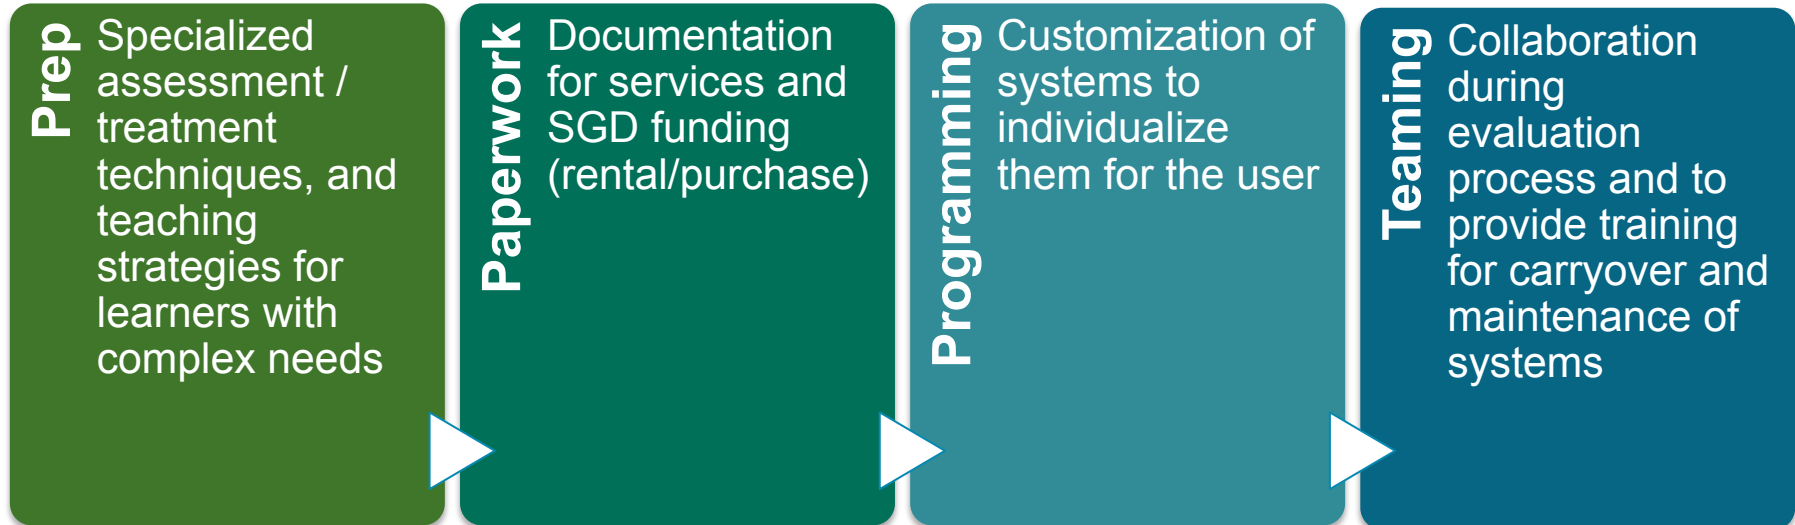 Prep
Specialized
assessment /
treatment
techniques, and
teaching
strategies for
learners with
complex needs
Paperwork
Documentation
for services and
SGD funding
(rental/purchase)
Programming
Customization of
systems to
individualize
them for the user
Teaming
Collaboration
during
evaluation
process and to
provide training
for carryover and
maintenance of
systems